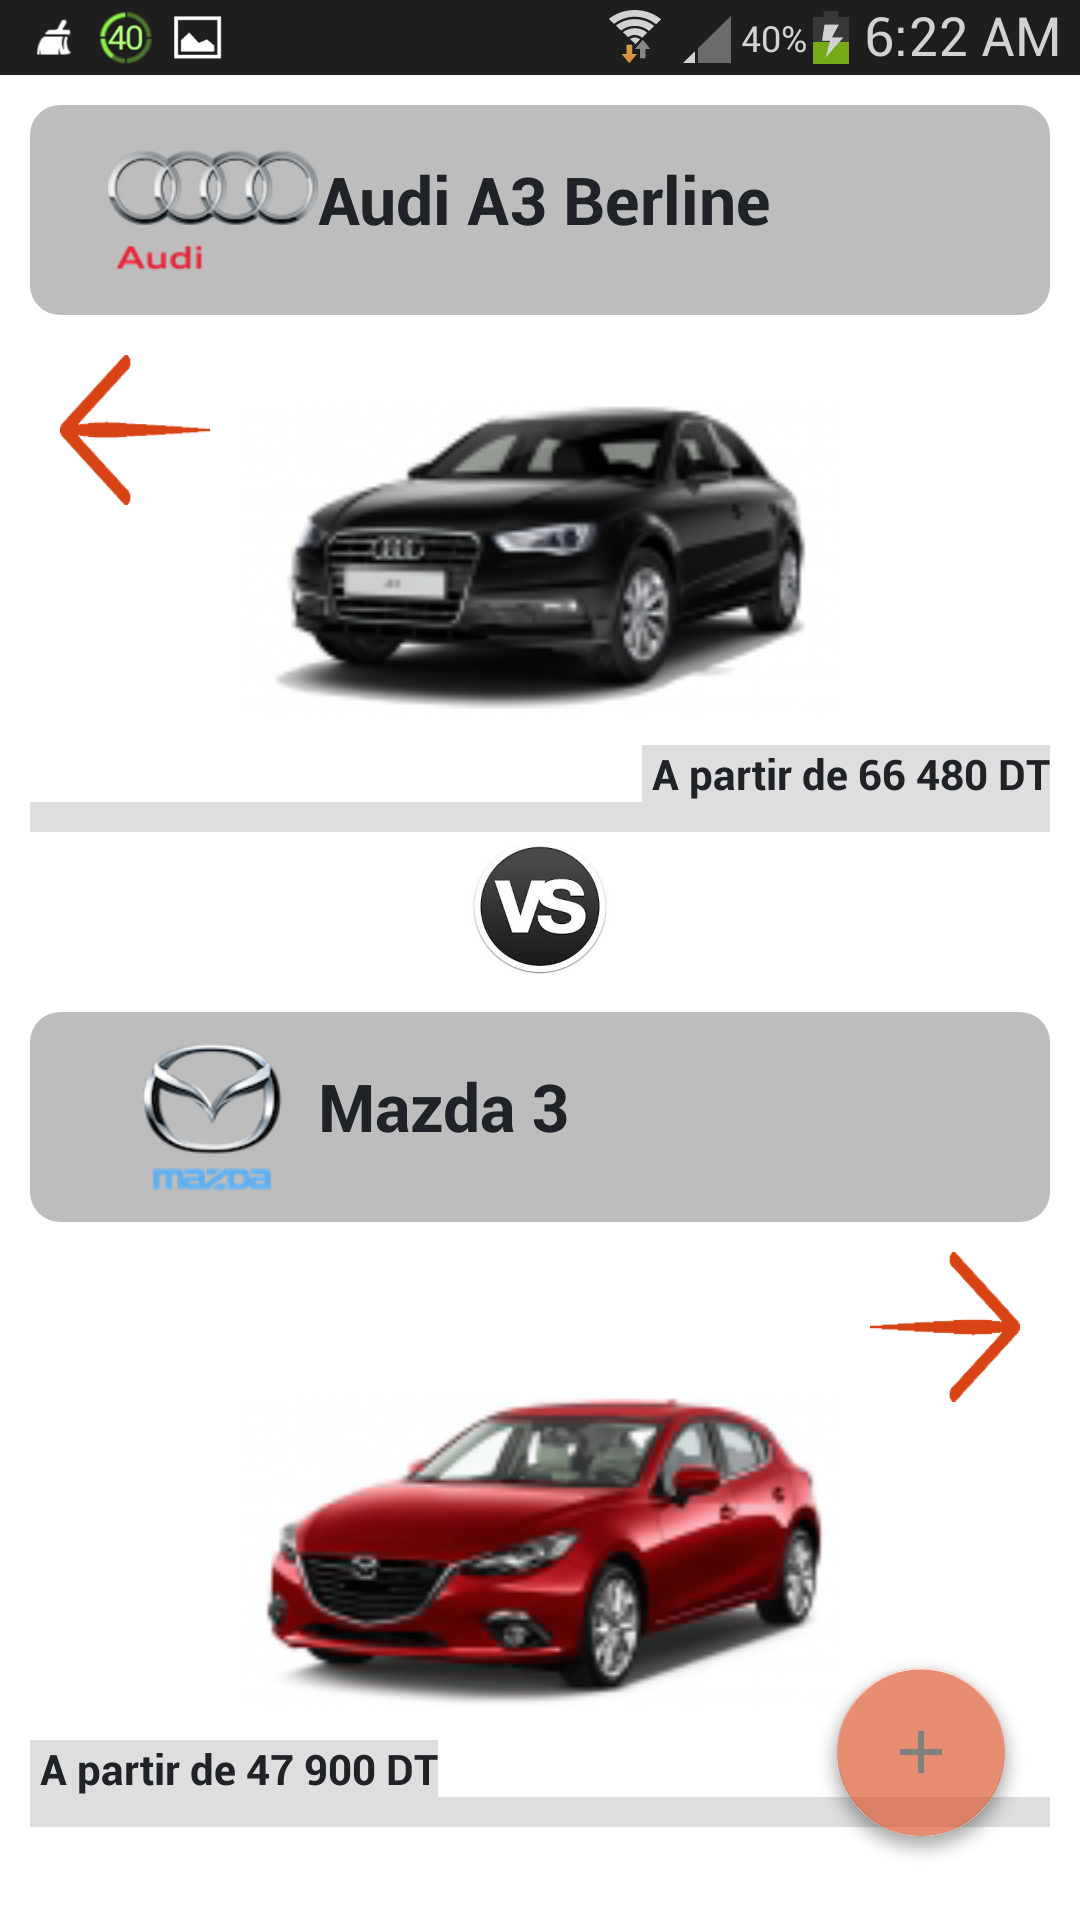 40 40% 6:22 AM
Audi A3 Berline
Audi
A partir de 66 480 DT
VS
Mazda 3
mazda
A partir de 47 900 DT